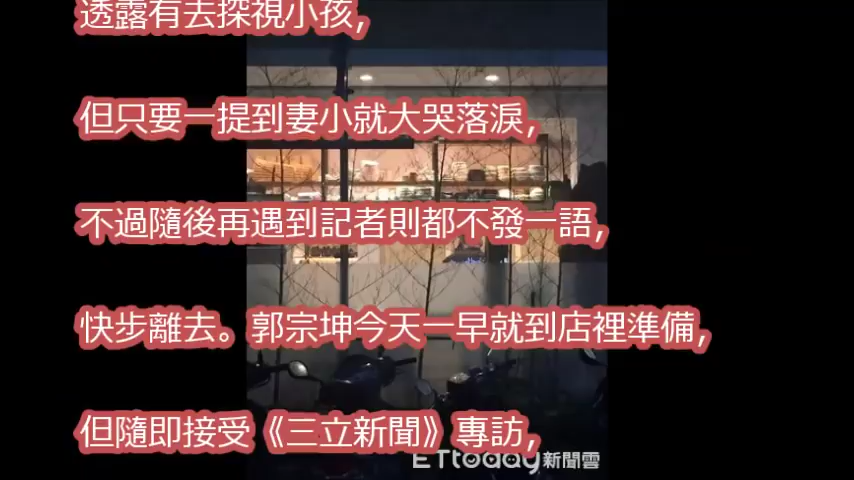 透露有去探視小孩，
但只要一提到妻小就大哭落淚，
不過隨後再遇到記者則都不發一語，
快步離去。郭宗坤今天一早就到店裡準備，
但隨即接受《三立新聞》專訪，
ETtoday新聞雲